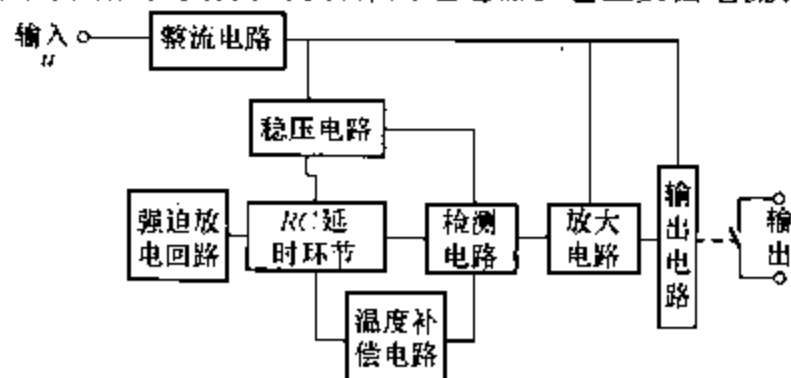 输入
u
整流电路
稳压电路
强迫放
电回路
RC延
时环节
检测
电路
放大
电路
输出电路
输出
温度补
偿电路